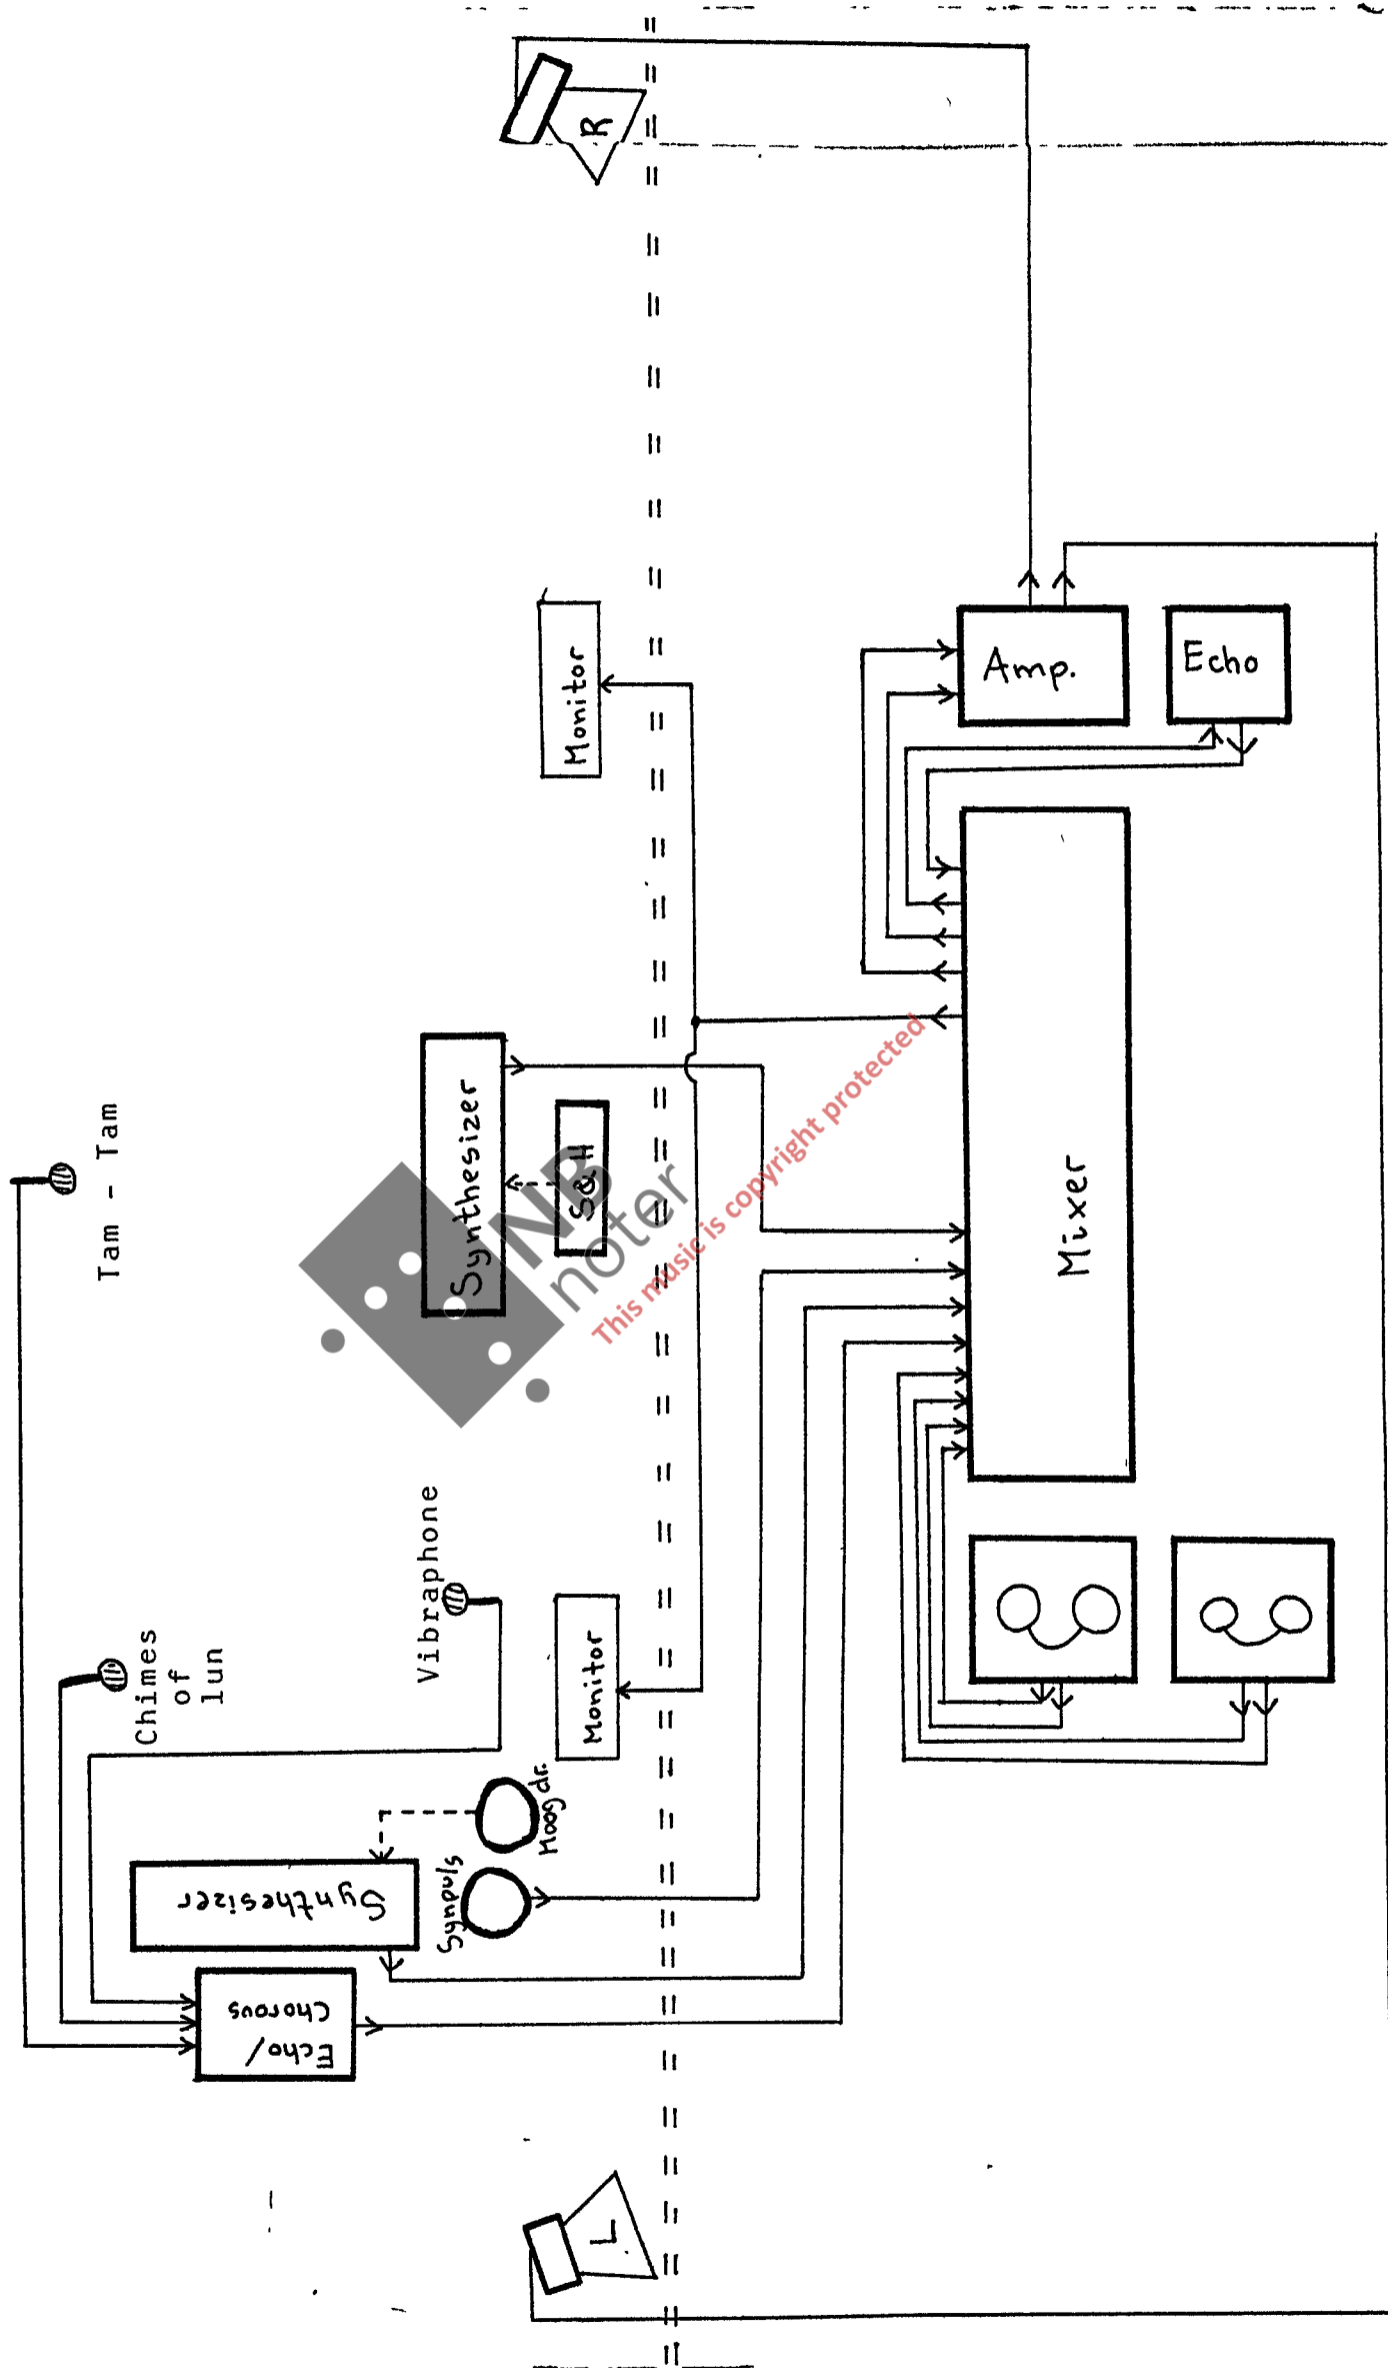 Tam - Tam
Chimes
of
lun
Vibraphone
Echo/
Chorous
Synthesizer
Synpuls
Moog dr.
Synthesizer
S&H
Monitor
Monitor
L
R
Mixer
Amp.
Echo
NB
noter
This music is copyright protected